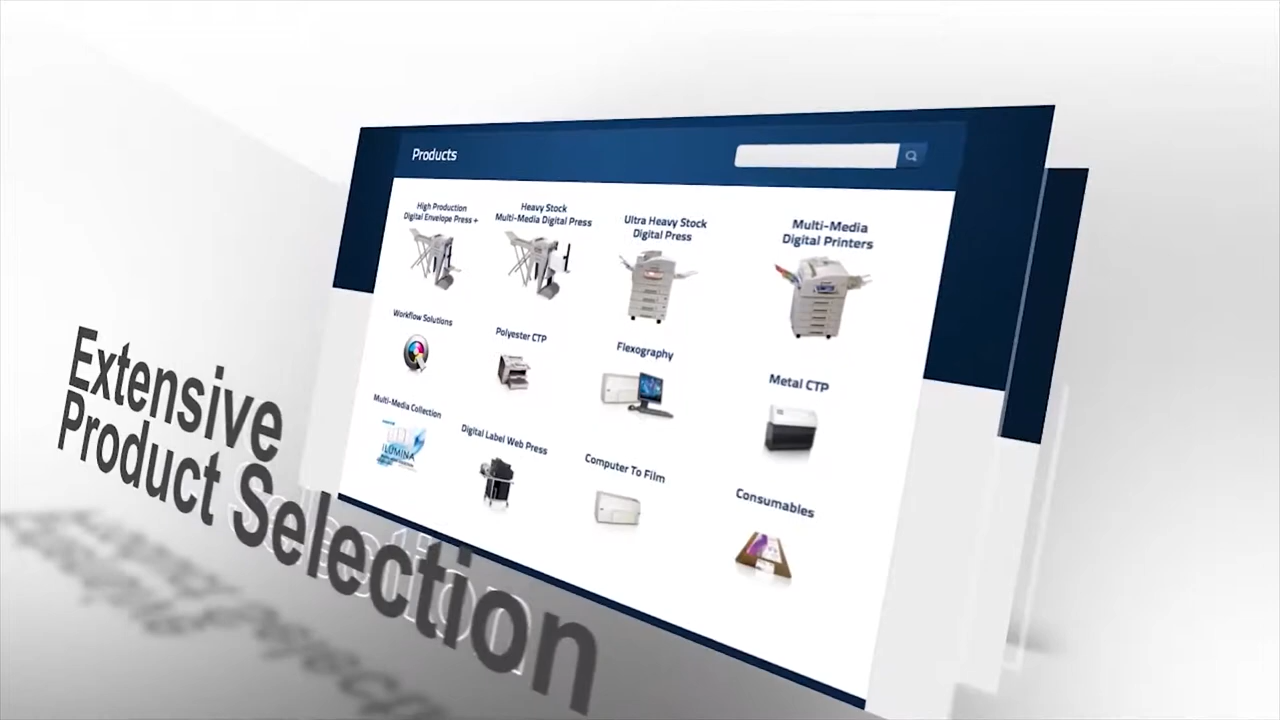 Products
High Production
Digital Envelope Press +
Heavy Stock
Multi-Media Digital Press
Ultra Heavy Stock
Digital Press
Multi-Media
Digital Printers
Workflow Solutions
Polyester CTP
Flexography
Metal CTP
Multi-Media Collection
ILUMINA
Digital Label Web Press
Computer To Film
Consumables
Extensive
Product Selection